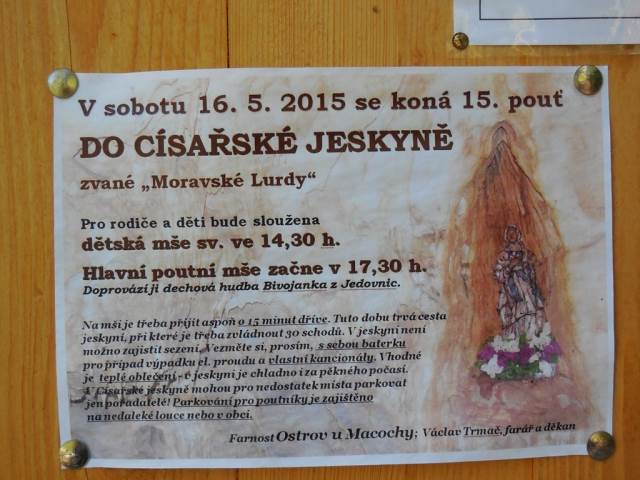 V sobotu 16. 5. 2015 se koná 15. pouť
DO CÍSAŘSKÉ JESKYNĚ
zvané „Moravské Lurdy“
Pro rodiče a děti bude sloužena
dětská mše sv. ve 14,30 h.
Hlavní poutní mše začne v 17,30 h.
Doprovází ji dechová hudba Bivojanka z Jedovnic.
Na mši je třeba přijít aspoň o 15 minut dříve. Tuto dobu trvá cesta
jeskyní, při které je třeba zvládnout 30 schodů. V jeskyni není
možno zajistit sezení. Vezměte si, prosím, s sebou baterku
pro případ výpadku el. proudu a vlastní kancionály. Vhodné
je teplé oblečení - v jeskyni je chladno i za pěkného počasí.
U Císařské jeskyně mohou pro nedostatek místa parkovat
jen pořadatelé! Parkování pro poutníky je zajištěno
na nedaleké louce nebo v obci.
Farnost Ostrov u Macochy; Václav Trmač, farář a děkan